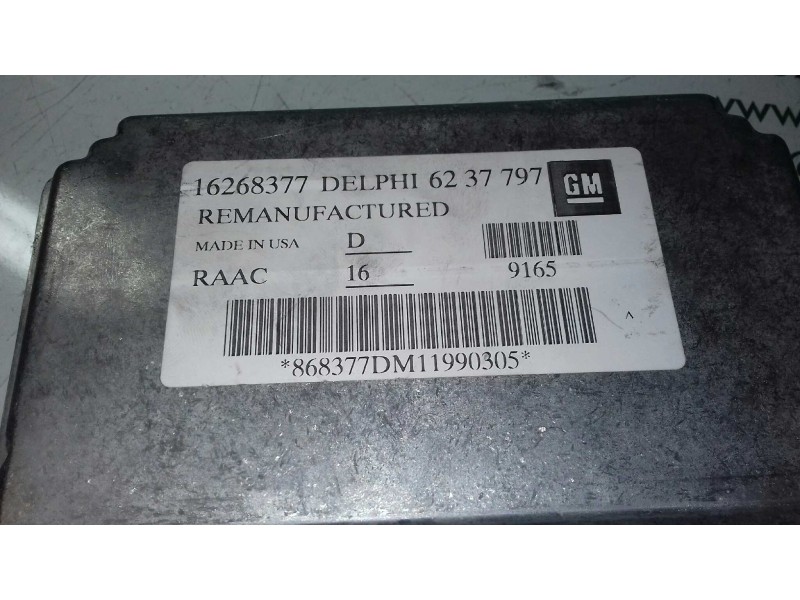 16268377 DELPHI 62 37 797 GM
REMANUFACTURED
MADE IN USA D
RAAC 16 9165
*868377DM11990305*